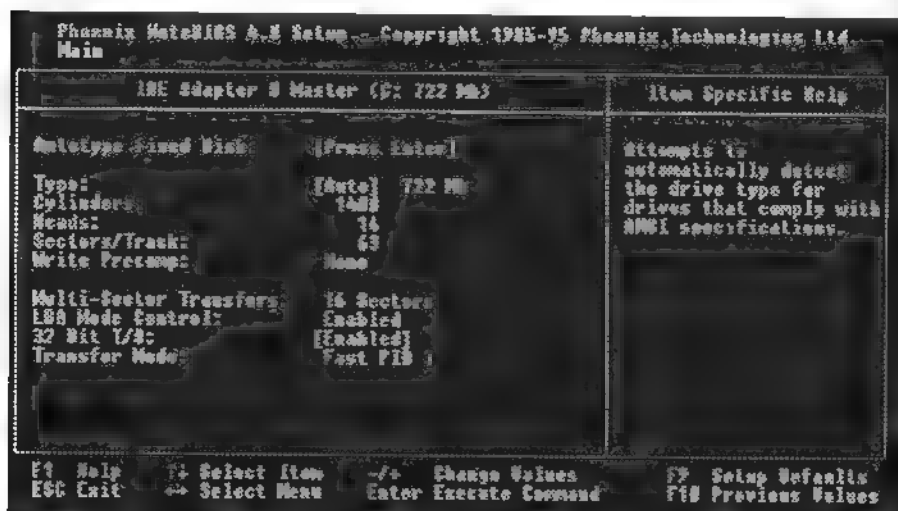 Phoenix NoteBIOS 4.0 Setup - Copyright 1985-95 Phoenix Technologies Ltd.
Main
IDE Adapter 0 Master (C: 722 Mb)
Item Specific Help
Autotype Fixed Disk: [Press Enter]
Type: [Auto] 722 Mb
Cylinders:
Heads: 16
Sectors/Track: 63
Write Precomp: None
Multi-Sector Transfers: 16 Sectors
LBA Mode Control: Enabled
32 Bit I/O: [Enabled]
Transfer Mode: Fast PIO
Attempts to
automatically detect
the drive type for
drives that comply with
ANSI specifications.
F1 Help ↑↓ Select Item -/+ Change Values F9 Setup Defaults
ESC Exit ↔ Select Menu Enter Execute Command F10 Previous Values